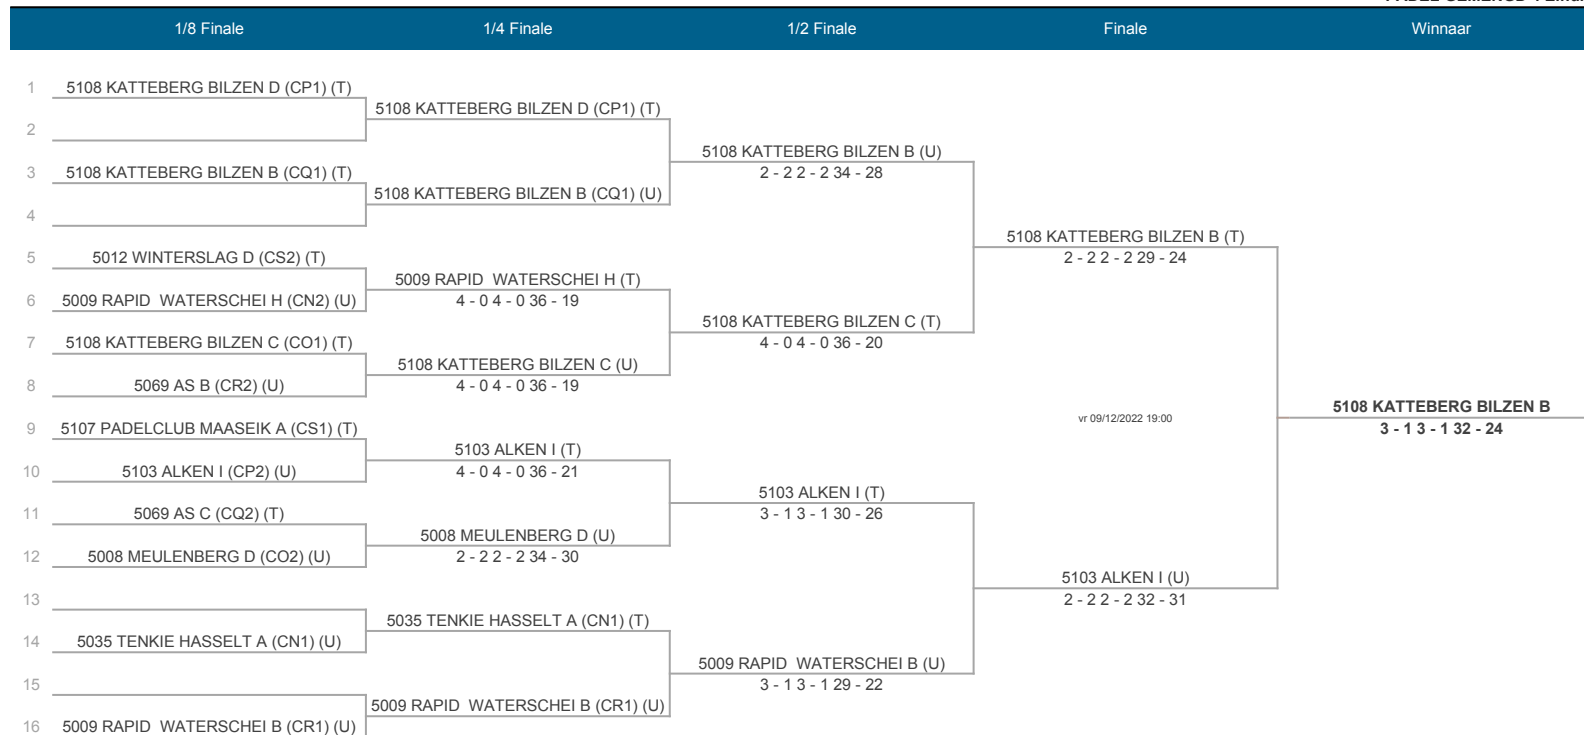 1/8 Finale 1/4 Finale 1/2 Finale Finale Winnaar
1 5108 KATTEBERG BILZEN D (CP1) (T)
5108 KATTEBERG BILZEN D (CP1) (T)
2
5108 KATTEBERG BILZEN B (U)
3 5108 KATTEBERG BILZEN B (CQ1) (T)
2 - 2 2 - 2 34 - 28
5108 KATTEBERG BILZEN B (CQ1) (U)
4
5108 KATTEBERG BILZEN B (T)
5 5012 WINTERSLAG D (CS2) (T)
2 - 2 2 - 2 29 - 24
5009 RAPID WATERSCHEI H (T)
6 5009 RAPID WATERSCHEI H (CN2) (U)
4 - 0 4 - 0 36 - 19
5108 KATTEBERG BILZEN C (T)
7 5108 KATTEBERG BILZEN C (CO1) (T)
4 - 0 4 - 0 36 - 20
5108 KATTEBERG BILZEN C (U)
8 5069 AS B (CR2) (U)
4 - 0 4 - 0 36 - 19
5108 KATTEBERG BILZEN B
vr 09/12/2022 19:00
9 5107 PADELCLUB MAASEIK A (CS1) (T)
3 - 1 3 - 1 32 - 24
5103 ALKEN I (T)
10 5103 ALKEN I (CP2) (U)
4 - 0 4 - 0 36 - 21
5103 ALKEN I (T)
11 5069 AS C (CQ2) (T)
3 - 1 3 - 1 30 - 26
5008 MEULENBERG D (U)
12 5008 MEULENBERG D (CO2) (U)
2 - 2 2 - 2 34 - 30
5103 ALKEN I (U)
13
2 - 2 2 - 2 32 - 31
5035 TENKIE HASSELT A (CN1) (T)
14 5035 TENKIE HASSELT A (CN1) (U)
5009 RAPID WATERSCHEI B (U)
15
3 - 1 3 - 1 29 - 22
5009 RAPID WATERSCHEI B (CR1) (U)
16 5009 RAPID WATERSCHEI B (CR1) (U)